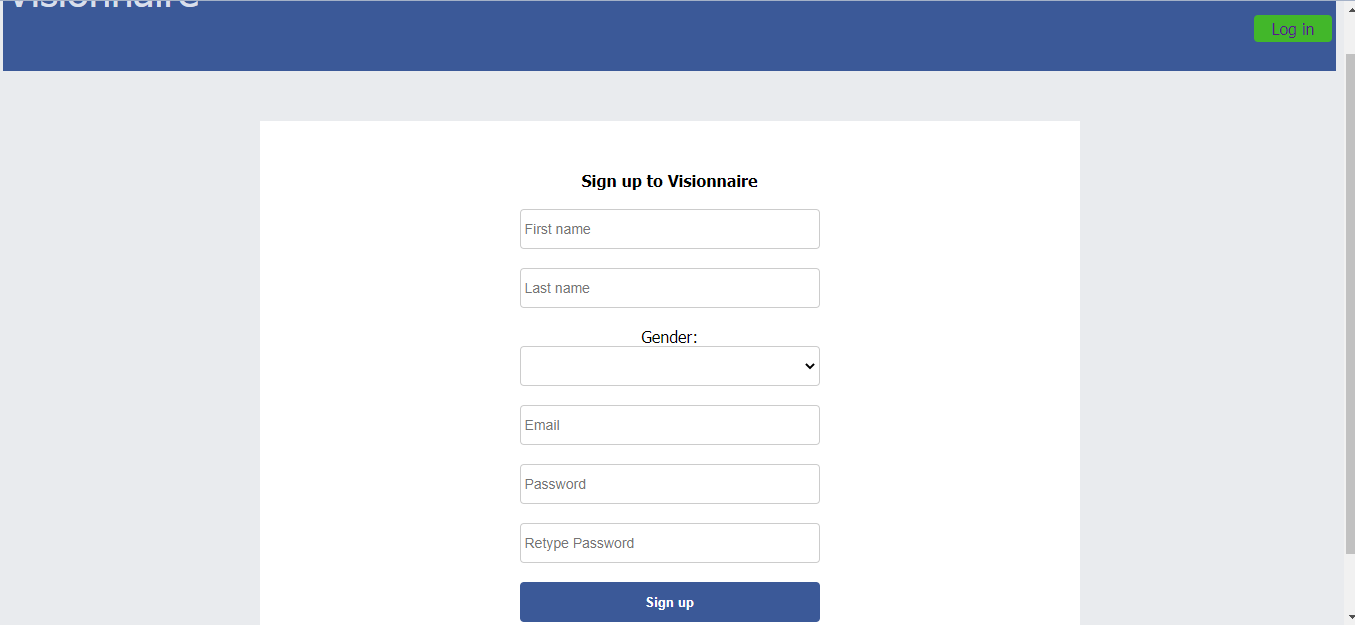 Visionnaire
Log in
Sign up to Visionnaire
First name
Last name
Gender:
Email
Password
Retype Password
Sign up